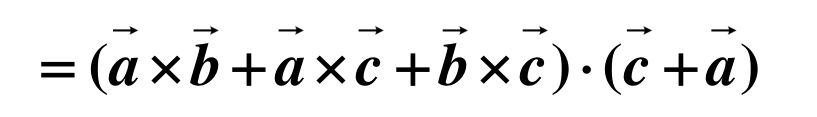 = (a⃗ × b⃗ + a⃗ × c⃗ + b⃗ × c⃗) · (c⃗ + a⃗)